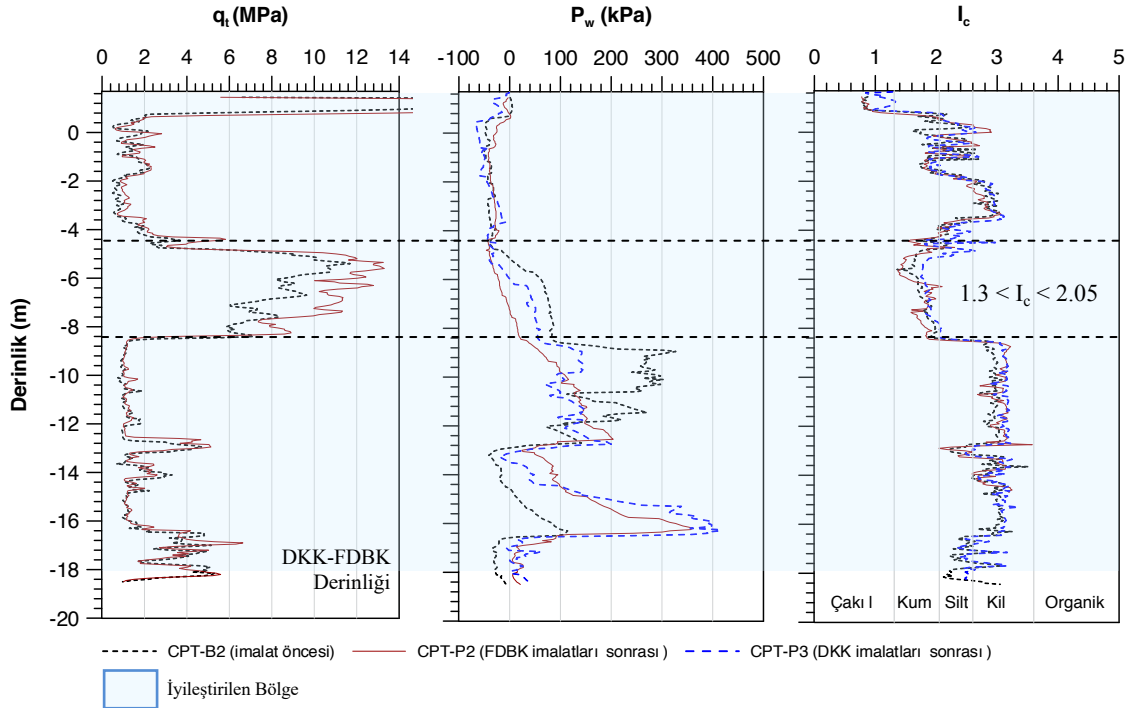 qt (MPa)
Pw (kPa)
Ic
0 2 4 6 8 10 12 14
-100 0 100 200 300 400 500
0 1 2 3 4 5
Derinlik (m)
0
-2
-4
-6
-8
-10
-12
-14
-16
-18
-20
1.3 < Ic < 2.05
DKK-FDBK
Derinliği
Çakıl Kum Silt Kil Organik
CPT-B2 (imalat öncesi) CPT-P2 (FDBK imalatları sonrası) CPT-P3 (DKK imalatları sonrası)
İyileştirilen Bölge